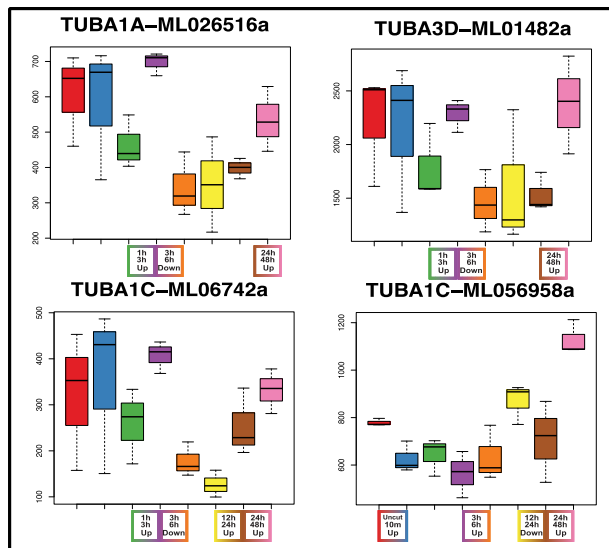 TUBA1A–ML026516a
700
600
500
400
300
200
1h
3h
Up
3h
6h
Down
24h
48h
Up
TUBA3D–ML01482a
2500
2000
1500
1h
3h
Up
3h
6h
Down
24h
48h
Up
TUBA1C–ML06742a
500
400
300
200
100
1h
3h
Up
3h
6h
Down
12h
24h
Up
24h
48h
Up
TUBA1C–ML056958a
1200
1000
800
600
Uncut
10m
Up
3h
6h
Up
12h
24h
Down
24h
48h
Up